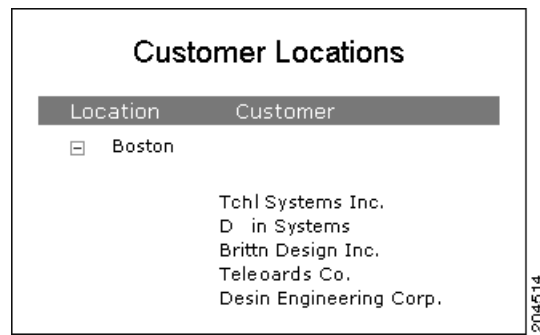 Customer Locations
Location Customer
Boston
Tchl Systems Inc.
D in Systems
Brittn Design Inc.
Teleoards Co.
Desin Engineering Corp.
204514